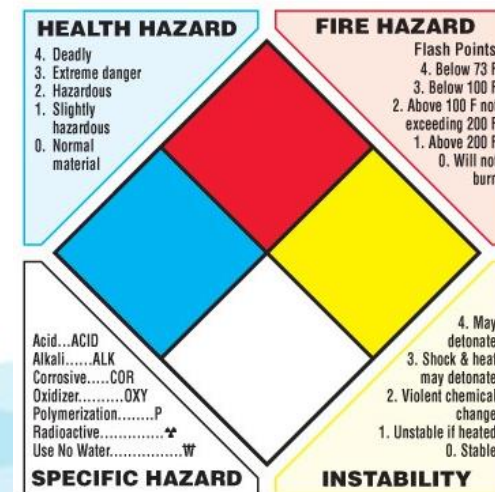 HEALTH HAZARD
4. Deadly
3. Extreme danger
2. Hazardous
1. Slightly
hazardous
0. Normal
material
FIRE HAZARD
Flash Points
4. Below 73 F
3. Below 100 F
2. Above 100 F not
exceeding 200 F
1. Above 200 F
0. Will not
burn
Acid...ACID
Alkali......ALK
Corrosive.....COR
Oxidizer..........OXY
Polymerization........P
Radioactive..............☢
Use No Water................W
SPECIFIC HAZARD
4. May
detonate
3. Shock & heat
may detonate
2. Violent chemical
change
1. Unstable if heated
0. Stable
INSTABILITY